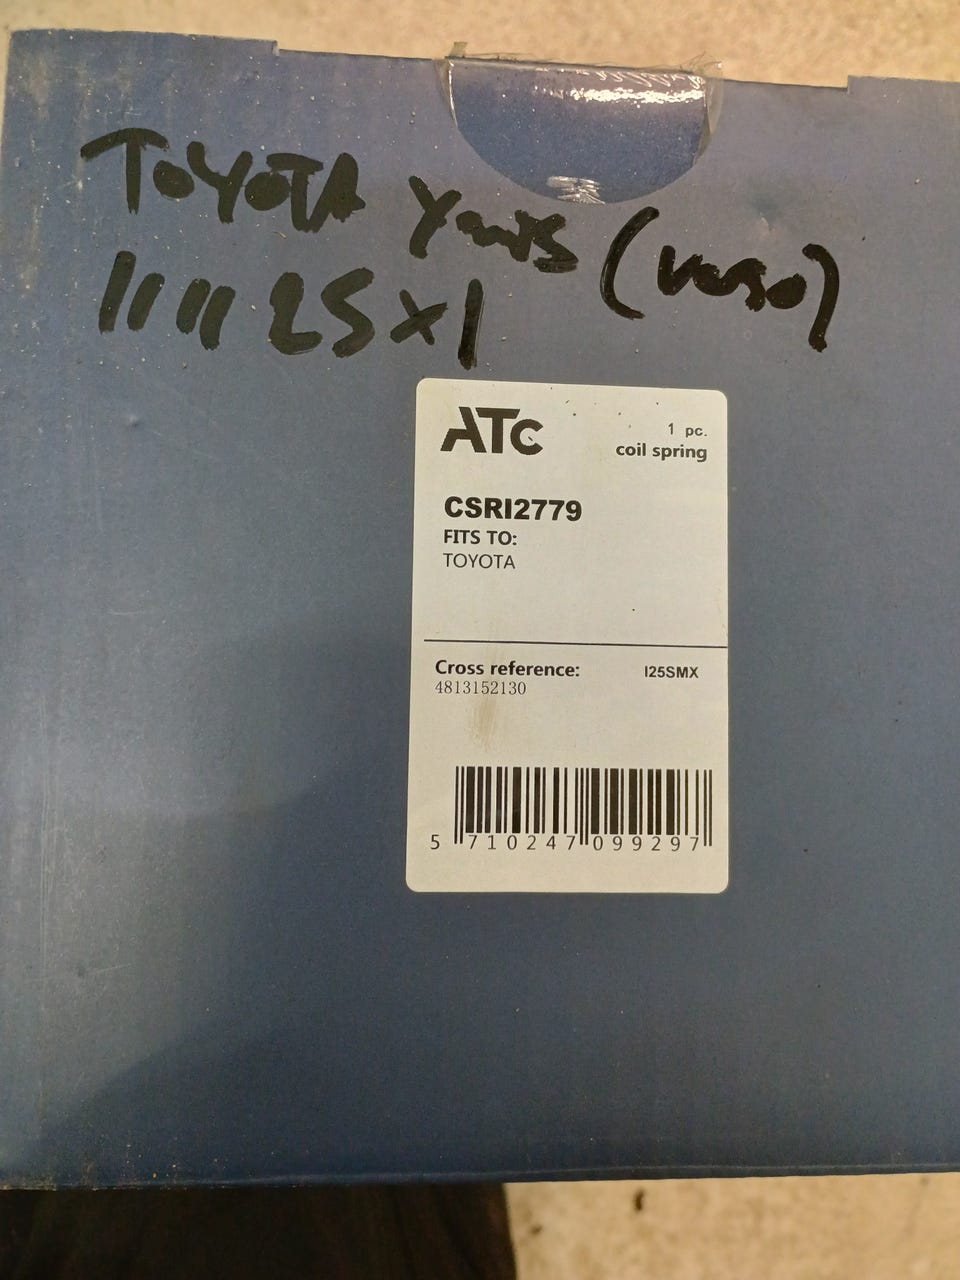 TOYOTA Yaris (verso)
11 11 25 x 1
ATC
1 pc.
coil spring
CSRI2779
FITS TO:
TOYOTA
Cross reference: I25SMX
4813152130
5 710247 099297